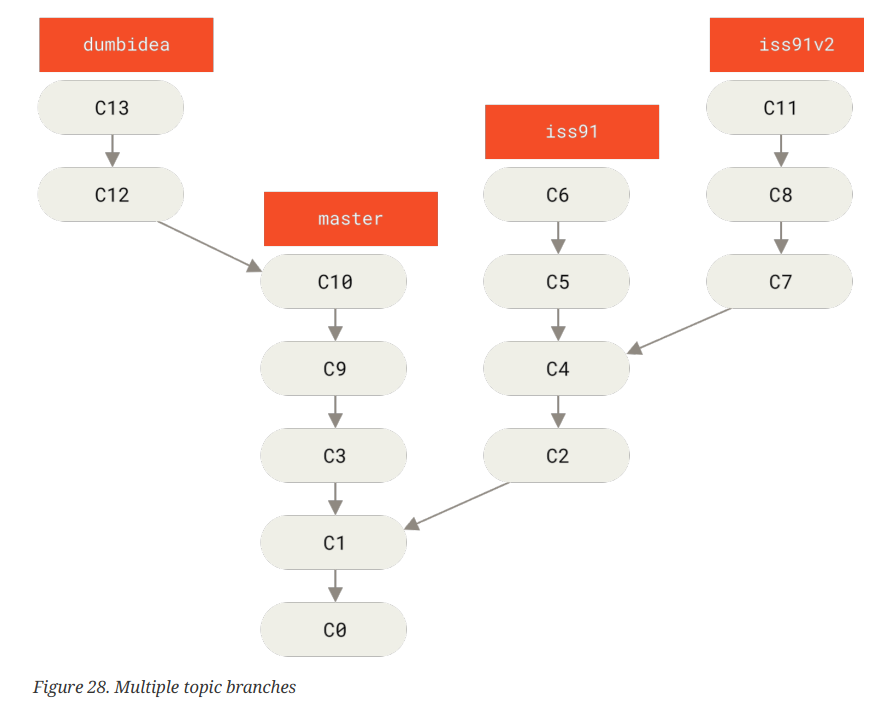 dumbidea
iss91v2
C13
C11
iss91
C12
C6
C8
master
C10
C5
C7
C9
C4
C3
C2
C1
C0
Figure 28. Multiple topic branches